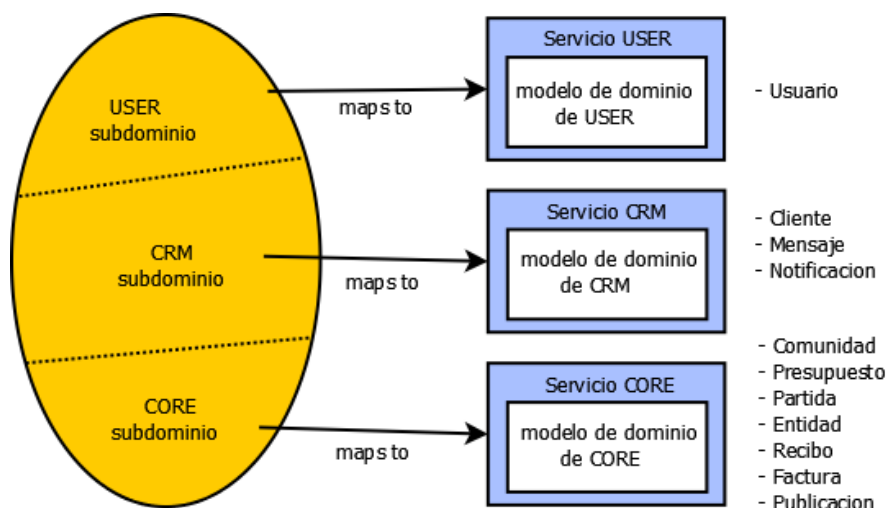 USER
subdominio
maps to
Servicio USER
modelo de dominio
de USER
- Usuario
CRM
subdominio
maps to
Servicio CRM
modelo de dominio
de CRM
- Cliente
- Mensaje
- Notificacion
CORE
subdominio
maps to
Servicio CORE
modelo de dominio
de CORE
- Comunidad
- Presupuesto
- Partida
- Entidad
- Recibo
- Factura
- Publicacion